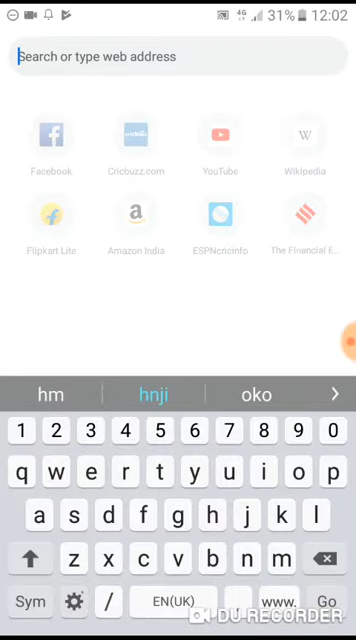 4G 31% 12:02
Search or type web address
Facebook Cricbuzz.com YouTube Wikipedia
Flipkart Lite Amazon India ESPNcricinfo The Financial E...
hm hnji oko >
1 2 3 4 5 6 7 8 9 0
q w e r t y u i o p
a s d f g h j k l
z x c v b n m
Sym / EN(UK) . www. Go
DU RECORDER